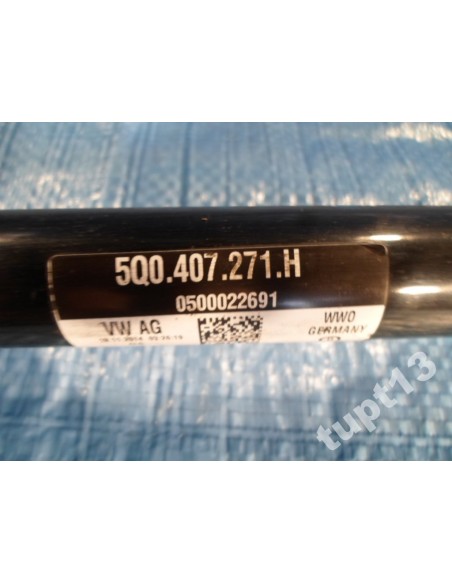 5Q0.407.271.H
0500022691
VW AG
WWO
GERMANY
tupt13